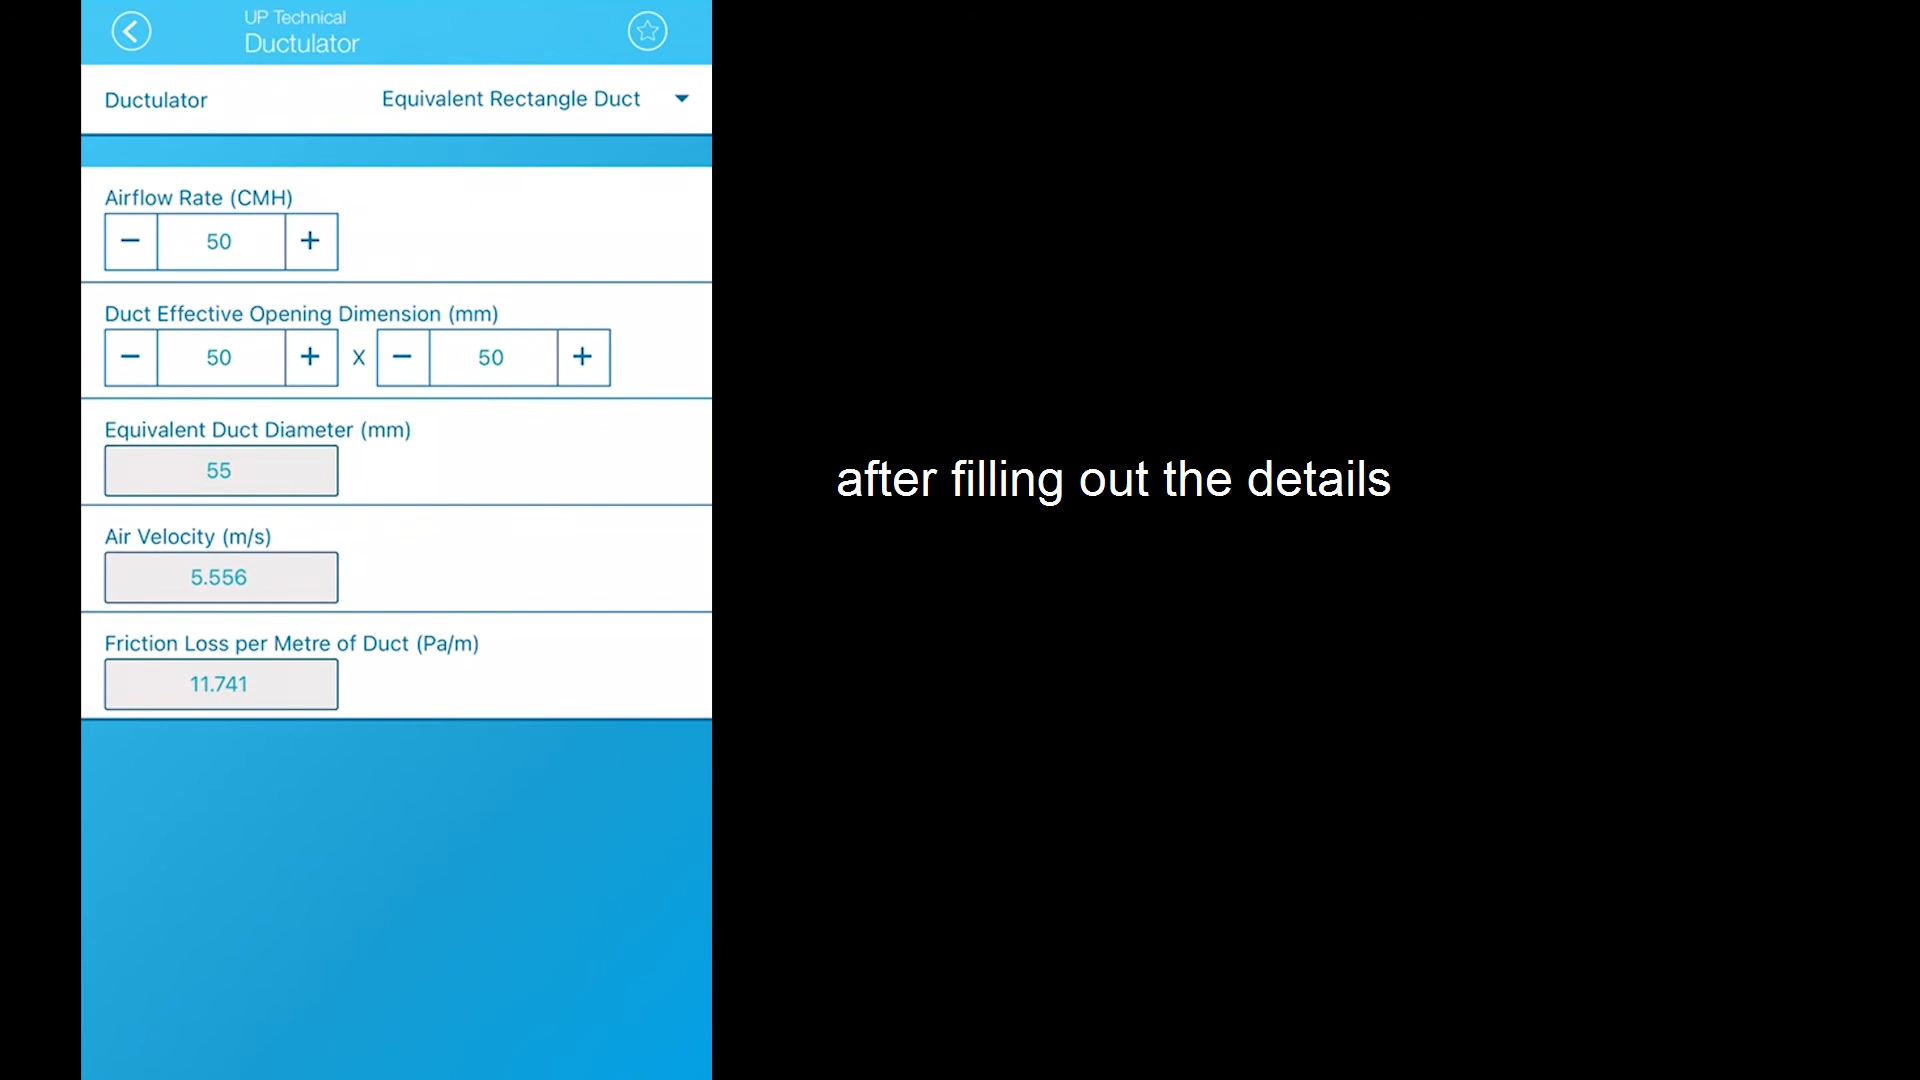 UP Technical
Ductulator
Ductulator Equivalent Rectangle Duct
Airflow Rate (CMH)
− 50 +
Duct Effective Opening Dimension (mm)
− 50 + X − 50 +
Equivalent Duct Diameter (mm)
55
Air Velocity (m/s)
5.556
Friction Loss per Metre of Duct (Pa/m)
11.741
after filling out the details